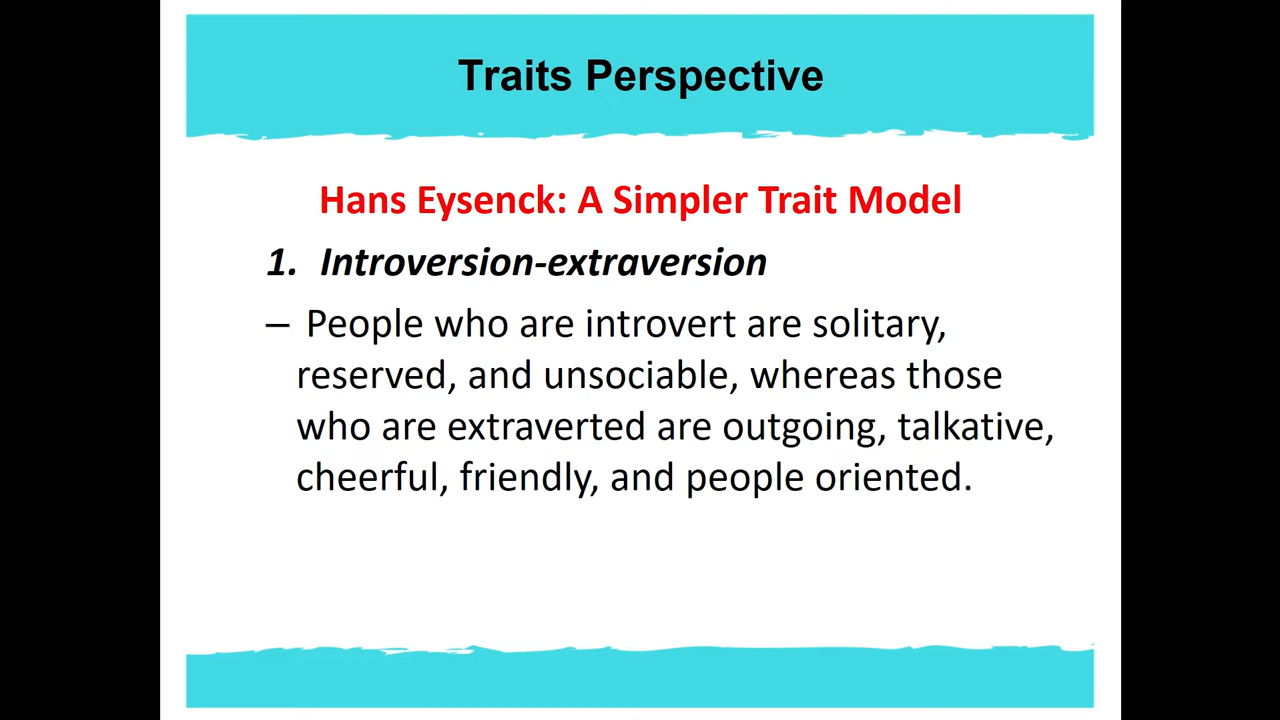 Traits Perspective
Hans Eysenck: A Simpler Trait Model
1. Introversion-extraversion
– People who are introvert are solitary,
reserved, and unsociable, whereas those
who are extraverted are outgoing, talkative,
cheerful, friendly, and people oriented.